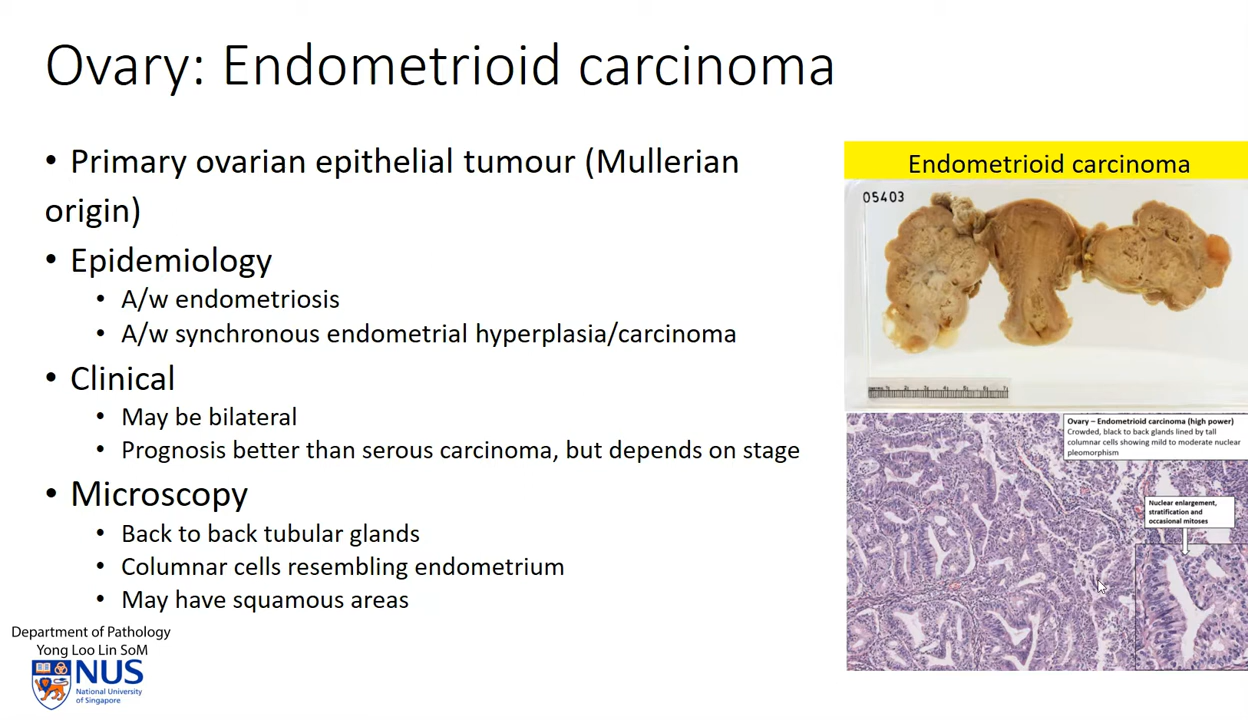 Ovary: Endometrioid carcinoma
• Primary ovarian epithelial tumour (Mullerian
origin)
• Epidemiology
• A/w endometriosis
• A/w synchronous endometrial hyperplasia/carcinoma
• Clinical
• May be bilateral
• Prognosis better than serous carcinoma, but depends on stage
• Microscopy
• Back to back tubular glands
• Columnar cells resembling endometrium
• May have squamous areas
Department of Pathology
Yong Loo Lin SoM
NUS
National University
of Singapore
Endometrioid carcinoma
05403
Ovary – Endometrioid carcinoma (high power)
Crowded, black to back glands lined by tall
columnar cells showing mild to moderate nuclear
pleomorphism
Nuclear enlargement,
stratification and
occasional mitoses